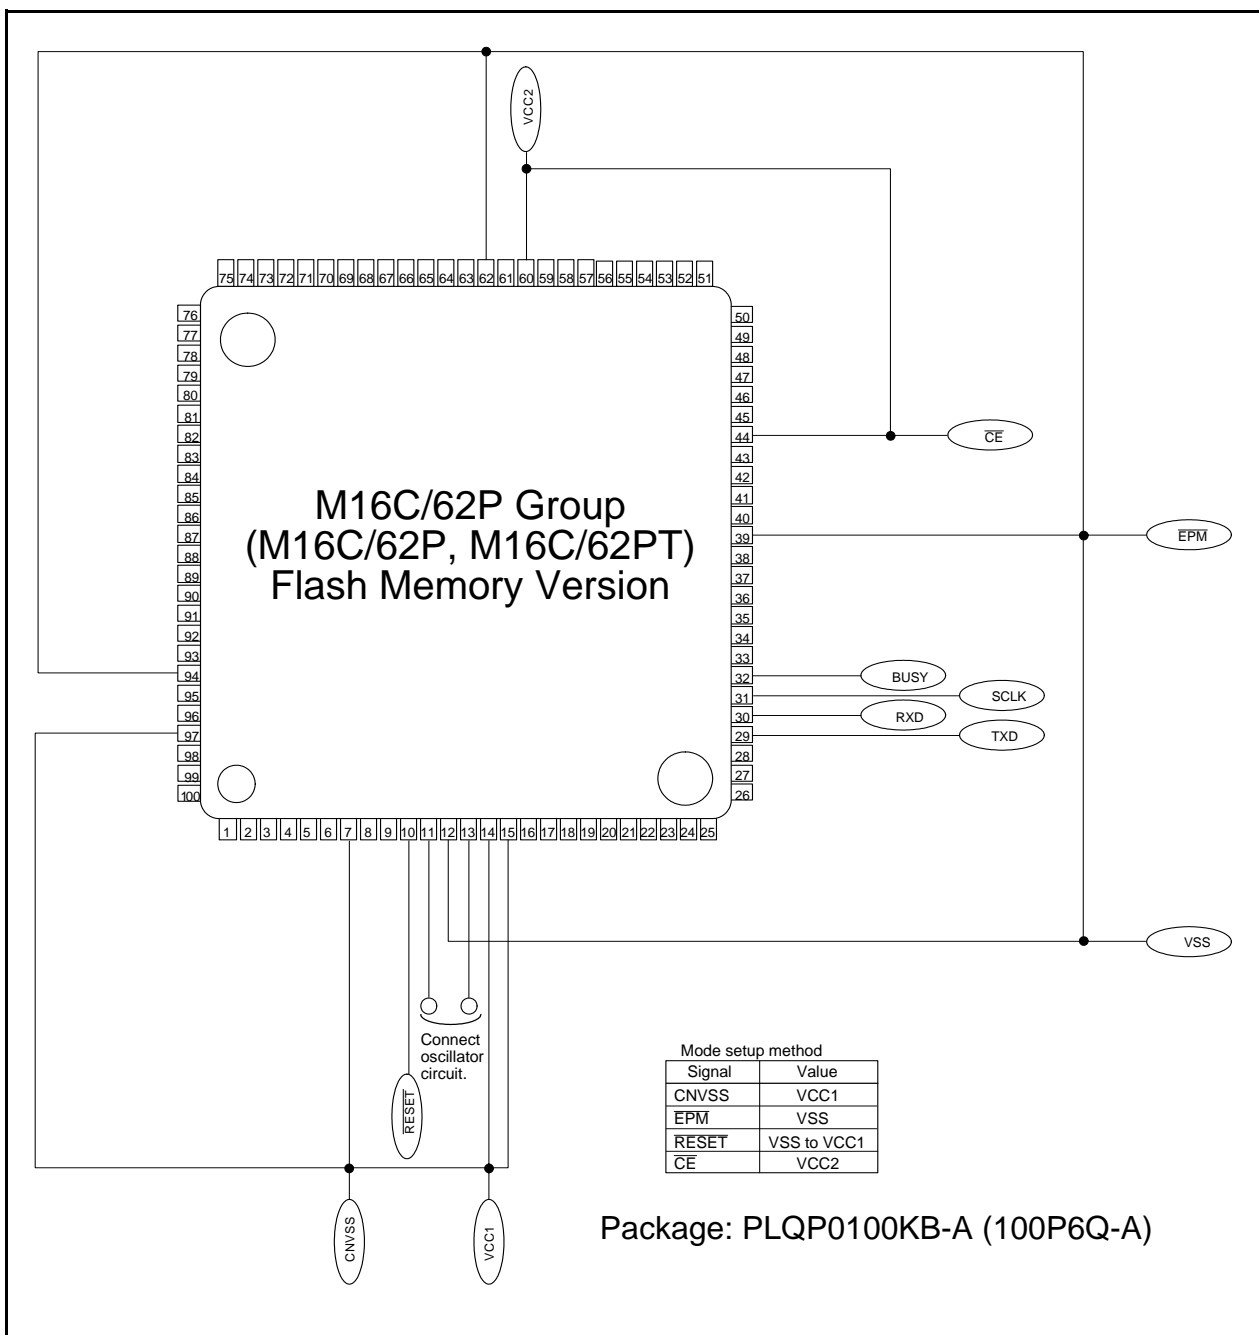 VCC2
75 74 73 72 71 70 69 68 67 66 65 64 63 62 61 60 59 58 57 56 55 54 53 52 51
76
77
78
79
80
81
82
83
84
85
86
87
88
89
90
91
92
93
94
95
96
97
98
99
100
M16C/62P Group
(M16C/62P, M16C/62PT)
Flash Memory Version
50
49
48
47
46
45
44
43
42
41
40
39
38
37
36
35
34
33
32
31
30
29
28
27
26
CE
EPM
BUSY
SCLK
RXD
TXD
1 2 3 4 5 6 7 8 9 10 11 12 13 14 15 16 17 18 19 20 21 22 23 24 25
VSS
Connect
oscillator
circuit.
RESET
CNVSS
VCC1
Mode setup method
Signal Value
CNVSS VCC1
EPM VSS
RESET VSS to VCC1
CE VCC2
Package: PLQP0100KB-A (100P6Q-A)